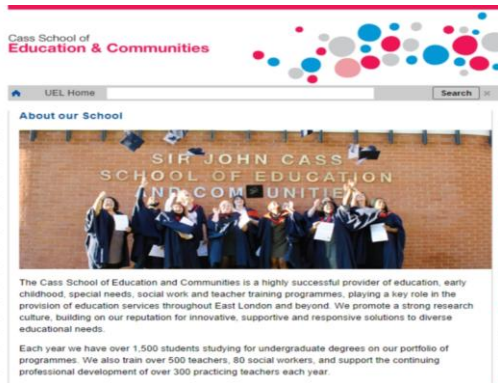 Cass School of
Education & Communities
UEL Home
Search
About our School
SIR JOHN CASS
SCHOOL OF EDUCATION
ND COM UNITIE
The Cass School of Education and Communities is a highly successful provider of education, early
childhood, special needs, social work and teacher training programmes, playing a key role in the
provision of education services throughout East London and beyond. We promote a strong research
culture, building on our reputation for innovative, supportive and responsive solutions to diverse
educational needs.
Each year we have over 1,500 students studying for undergraduate degrees on our portfolio of
programmes. We also train over 500 teachers, 80 social workers, and support the continuing
professional development of over 300 practicing teachers each year.